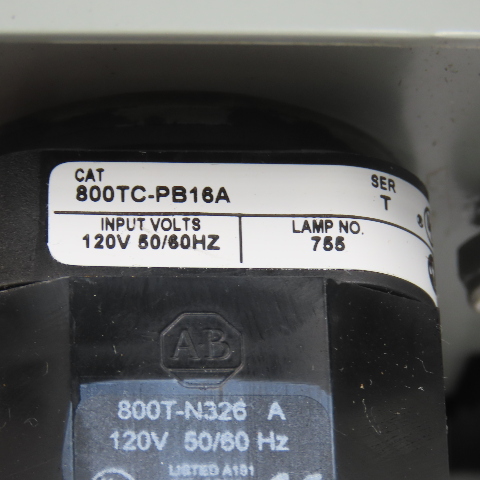 CAT
800TC-PB16A
SER
T
INPUT VOLTS
120V 50/60HZ
LAMP NO.
755
AB
800T-N326 A
120V 50/60 Hz
LISTED A191